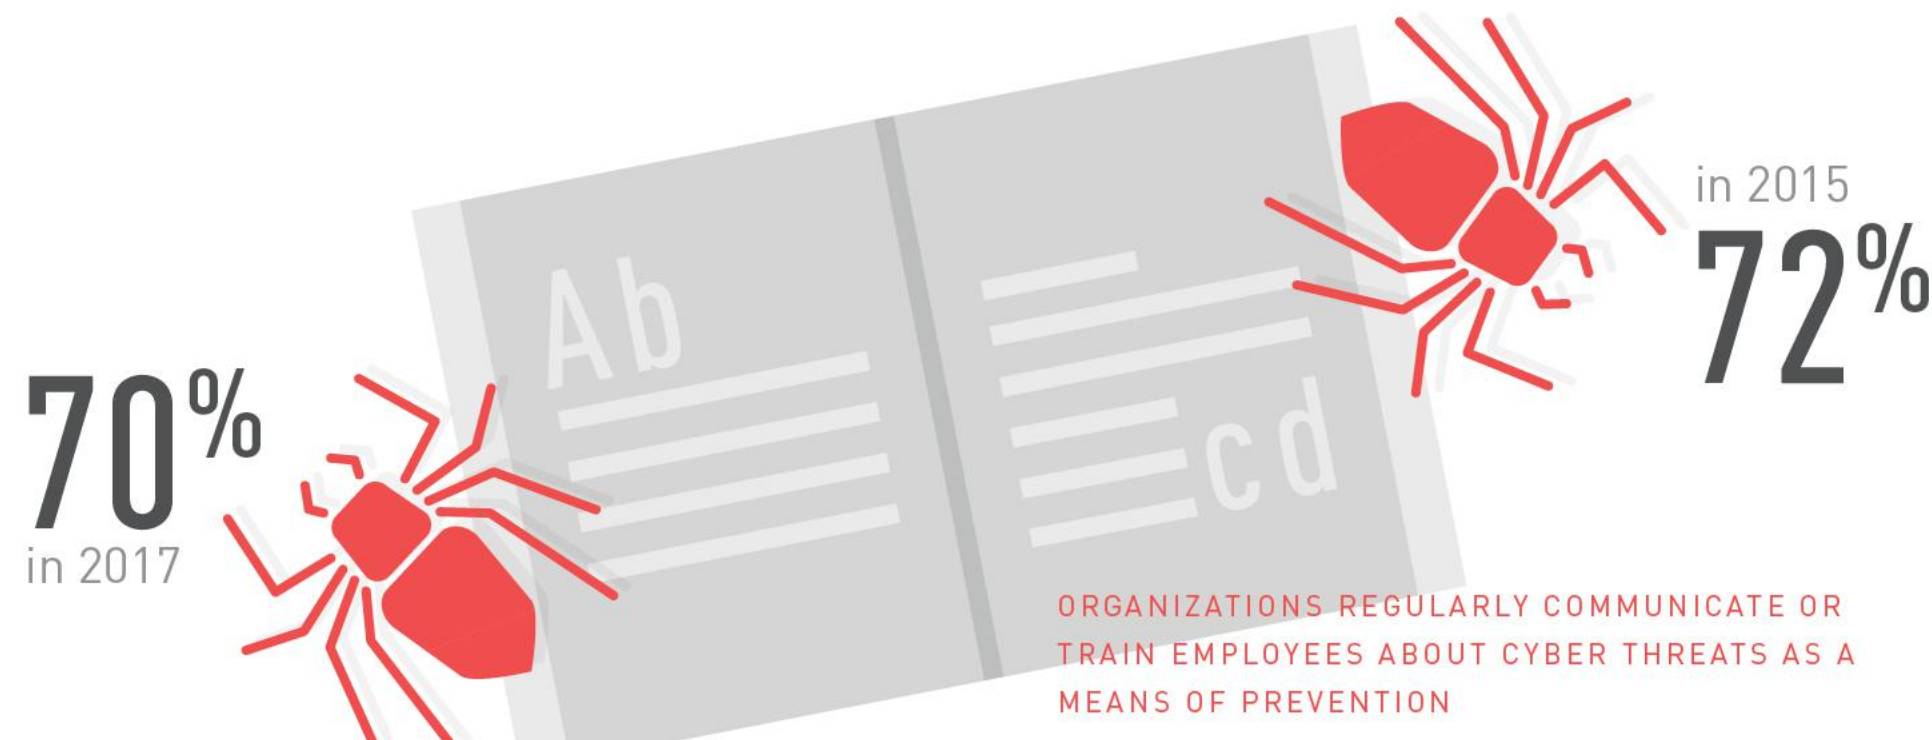 in 2015
72%
Ab
70%
in 2017
cd
ORGANIZATIONS REGULARLY COMMUNICATE OR
TRAIN EMPLOYEES ABOUT CYBER THREATS AS A
MEANS OF PREVENTION